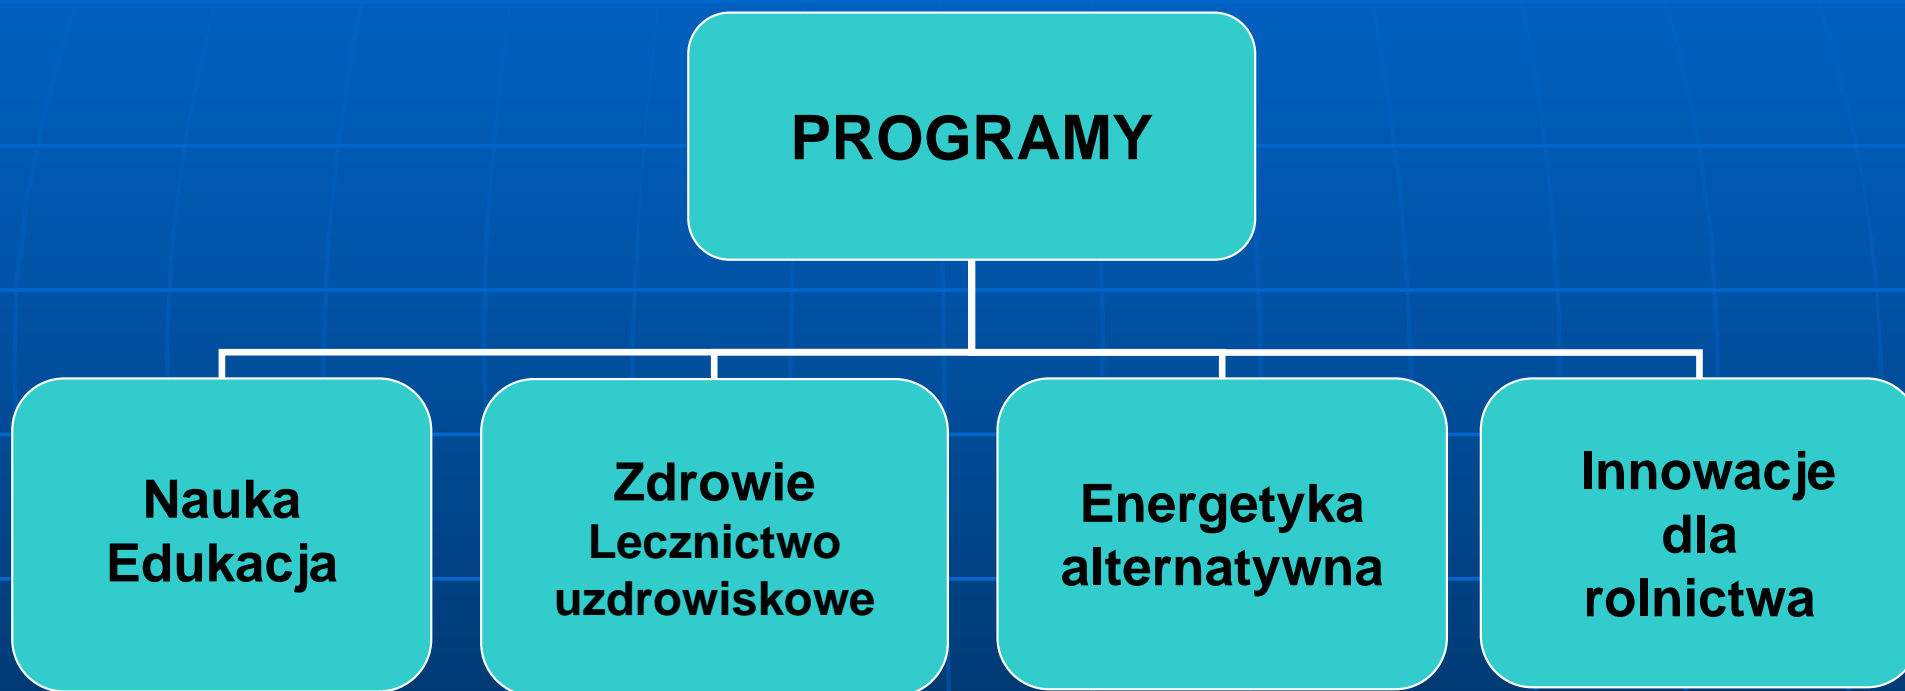 PROGRAMY
Nauka
Edukacja
Zdrowie
Lecznictwo
uzdrowiskowe
Energetyka
alternatywna
Innowacje
dla
rolnictwa